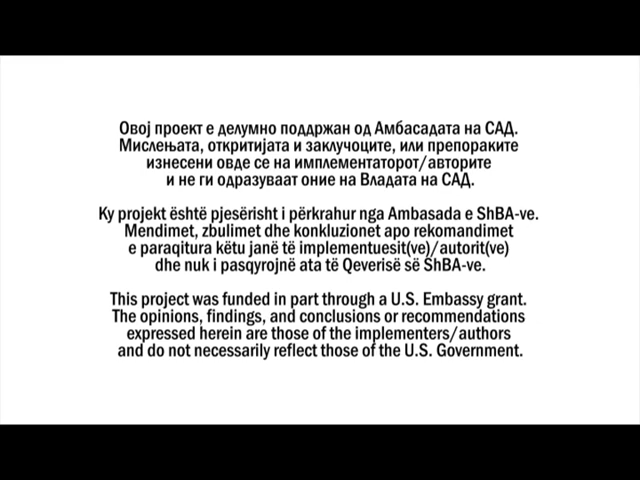 Овој проект е делумно поддржан од Амбасадата на САД.
Мислењата, откритијата и заклучоците, или препораките
изнесени овде се на имплементаторот/авторите
и не ги одразуваат оние на Владата на САД.
Ky projekt është pjesërisht i përkrahur nga Ambasada e ShBA-ve.
Mendimet, zbulimet dhe konkluzionet apo rekomandimet
e paraqitura këtu janë të implementuesit(ve)/autorit(ve)
dhe nuk i pasqyrojnë ata të Qeverisë së ShBA-ve.
This project was funded in part through a U.S. Embassy grant.
The opinions, findings, and conclusions or recommendations
expressed herein are those of the implementers/authors
and do not necessarily reflect those of the U.S. Government.